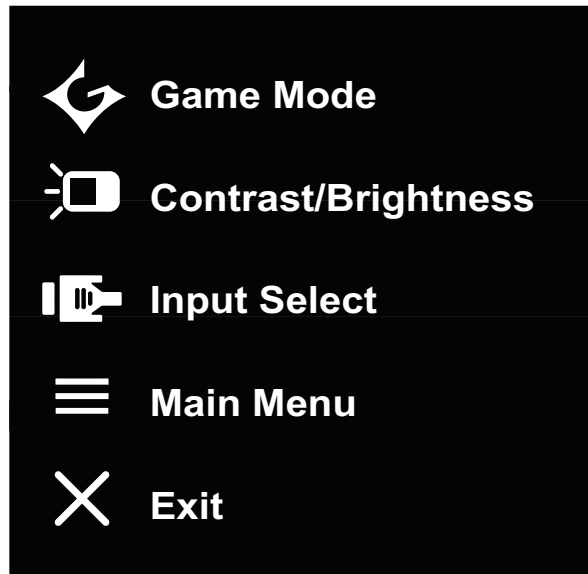 Game Mode
Contrast/Brightness
Input Select
Main Menu
Exit